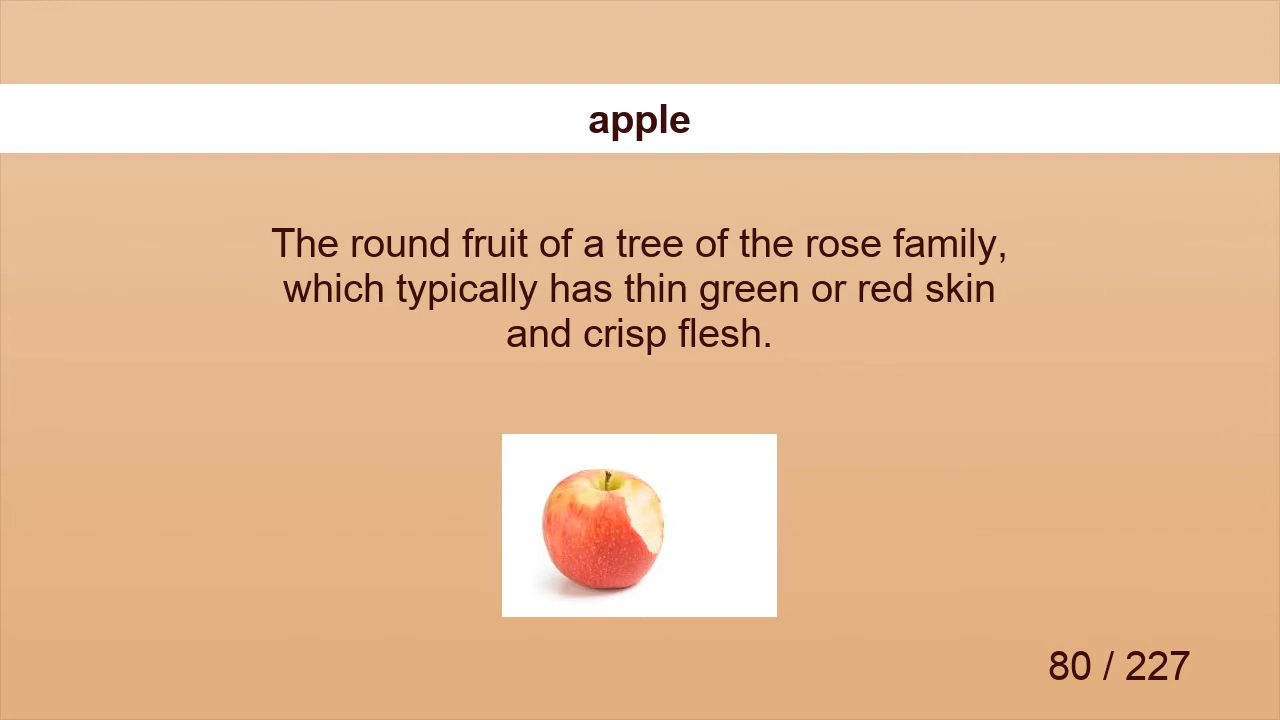 apple
The round fruit of a tree of the rose family,
which typically has thin green or red skin
and crisp flesh.
80 / 227